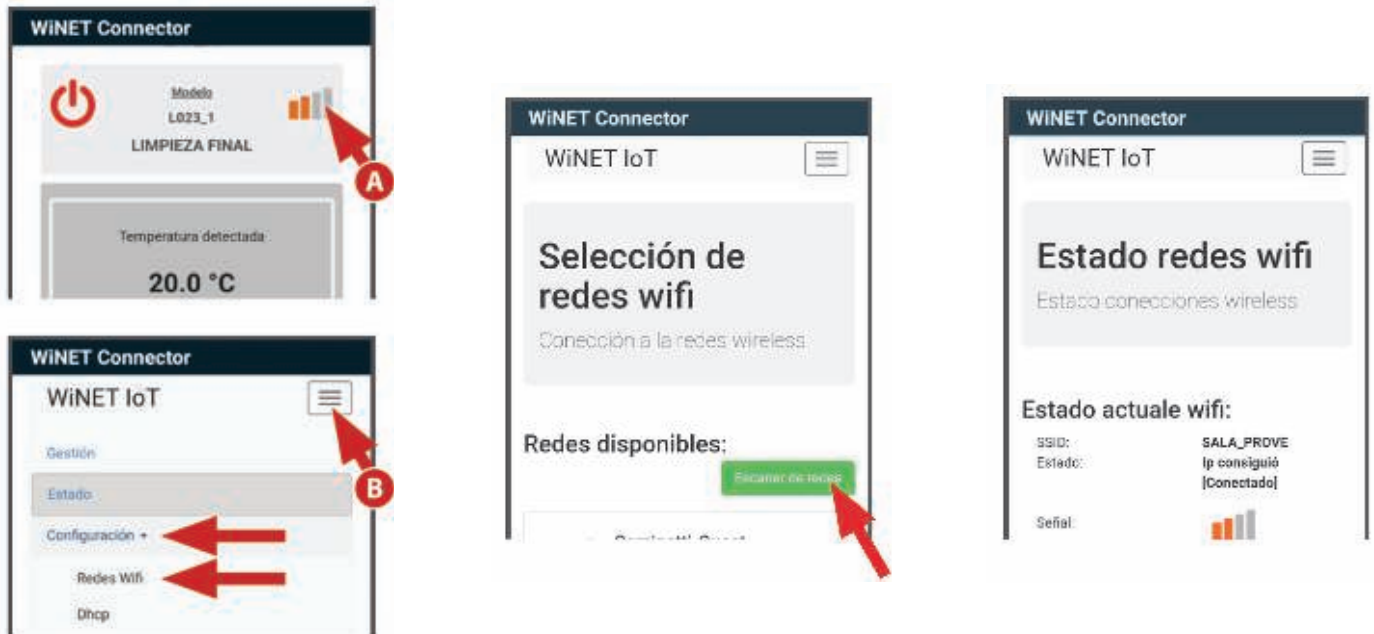 WiNET Connector
Modelo
L023_1
LIMPIEZA FINAL
A
Temperatura detectada
20.0 °C
WiNET Connector
WiNET IoT
Gestión
Estado
B
Configuración +
Redes Wifi
Dhcp
WiNET Connector
WiNET IoT
Selección de
redes wifi
Conección a la redes wireless
Redes disponibles:
Escaner de redes
WiNET Connector
WiNET IoT
Estado redes wifi
Estado conecciones wireless
Estado actuale wifi:
SSID: SALA_PROVE
Estado: Ip consiguió
[Conectado]
Señal: